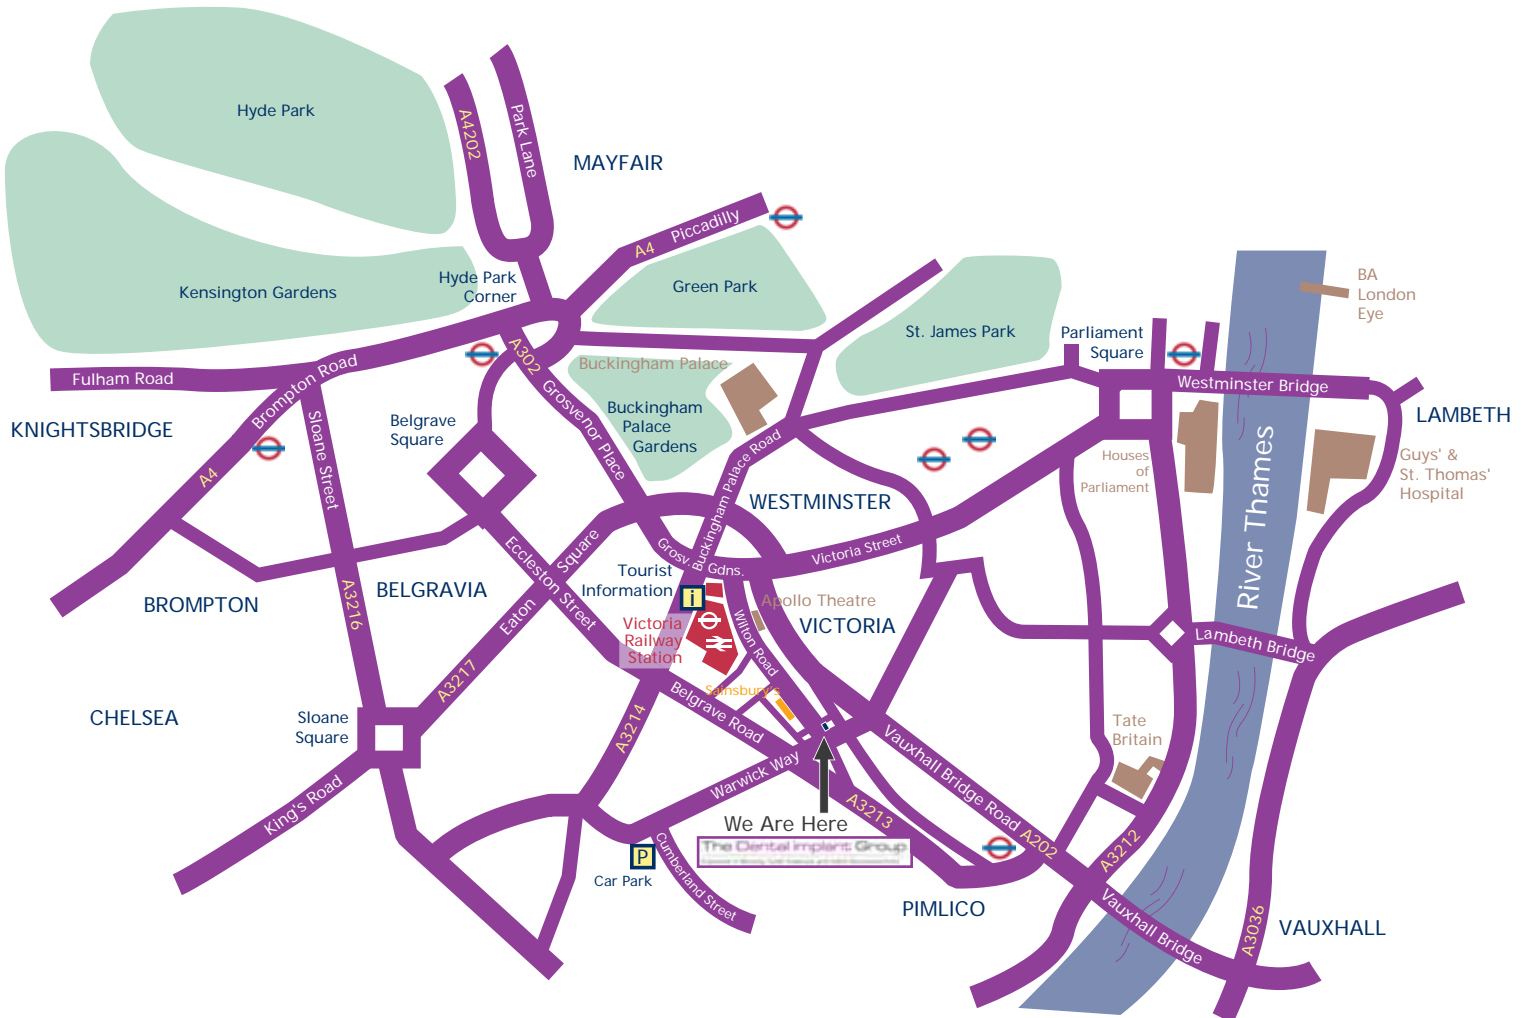 Hyde Park
A4202
Park Lane
MAYFAIR
Kensington Gardens
Hyde Park
Corner
A4
Piccadilly
Green Park
St. James Park
Parliament
Square
BA
London
Eye
Fulham Road
Brompton Road
A302
Grosvenor Place
Buckingham Palace
Buckingham
Palace
Gardens
Westminster Bridge
LAMBETH
KNIGHTSBRIDGE
Sloane Street
Belgrave
Square
A4
Buckingham Palace Road
Houses
of
Parliament
Guys' &
St. Thomas'
Hospital
WESTMINSTER
River Thames
Eccleston Street
Eaton
Square
Grosv.
Gdns.
Victoria Street
Tourist
Information
i
BROMPTON
A3216
BELGRAVIA
Apollo Theatre
VICTORIA
Victoria
Railway
Station
Wilton Road
Lambeth Bridge
A3217
Sainsbury's
CHELSEA
Sloane
Square
A3214
Belgrave Road
Tate
Britain
King's Road
Warwick Way
Vauxhall Bridge Road
A202
We Are Here
A3213
A3212
The Dental Implant Group
P
Car Park
Cumberland Street
PIMLICO
Vauxhall Bridge
A3036
VAUXHALL